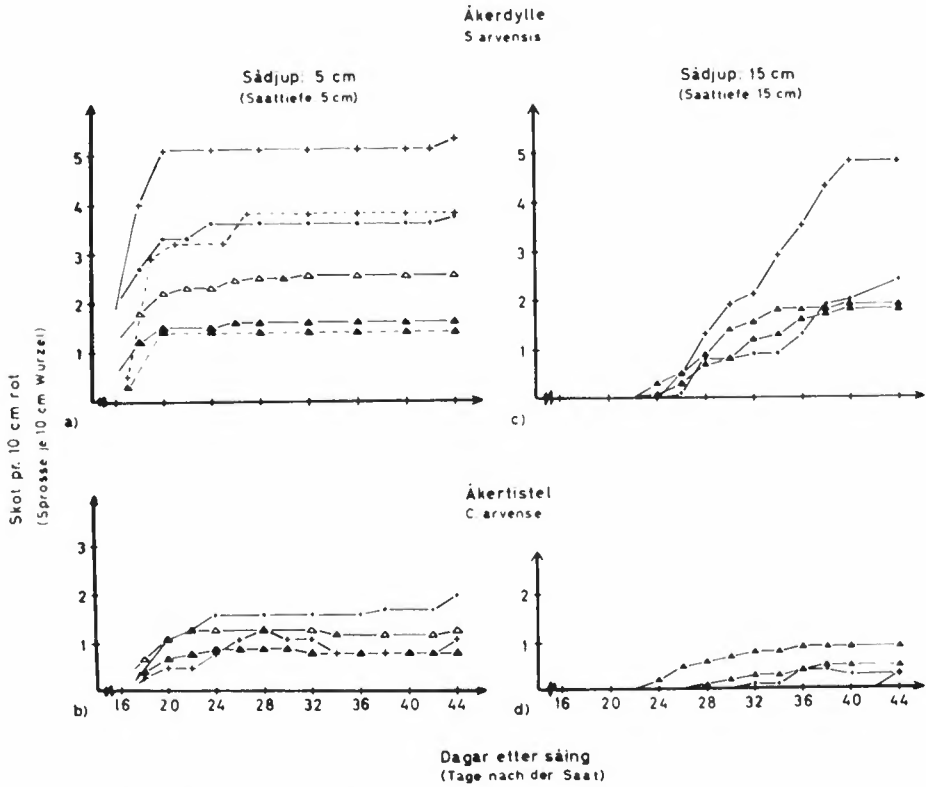 Åkerdylle
S arvensis
Sådjup: 5 cm
(Saattiefe 5 cm)
Sådjup: 15 cm
(Saattiefe 15 cm)
Skot pr. 10 cm rot
(Sprosse je 10 cm Wurzel)
5
4
3
2
1
a)
5
4
3
2
1
c)
Åkertistel
C. arvense
3
2
1
b)
16 20 24 28 32 36 40 44
2
1
d)
16 20 24 28 32 36 40 44
Dagar etter såing
(Tage nach der Saat)